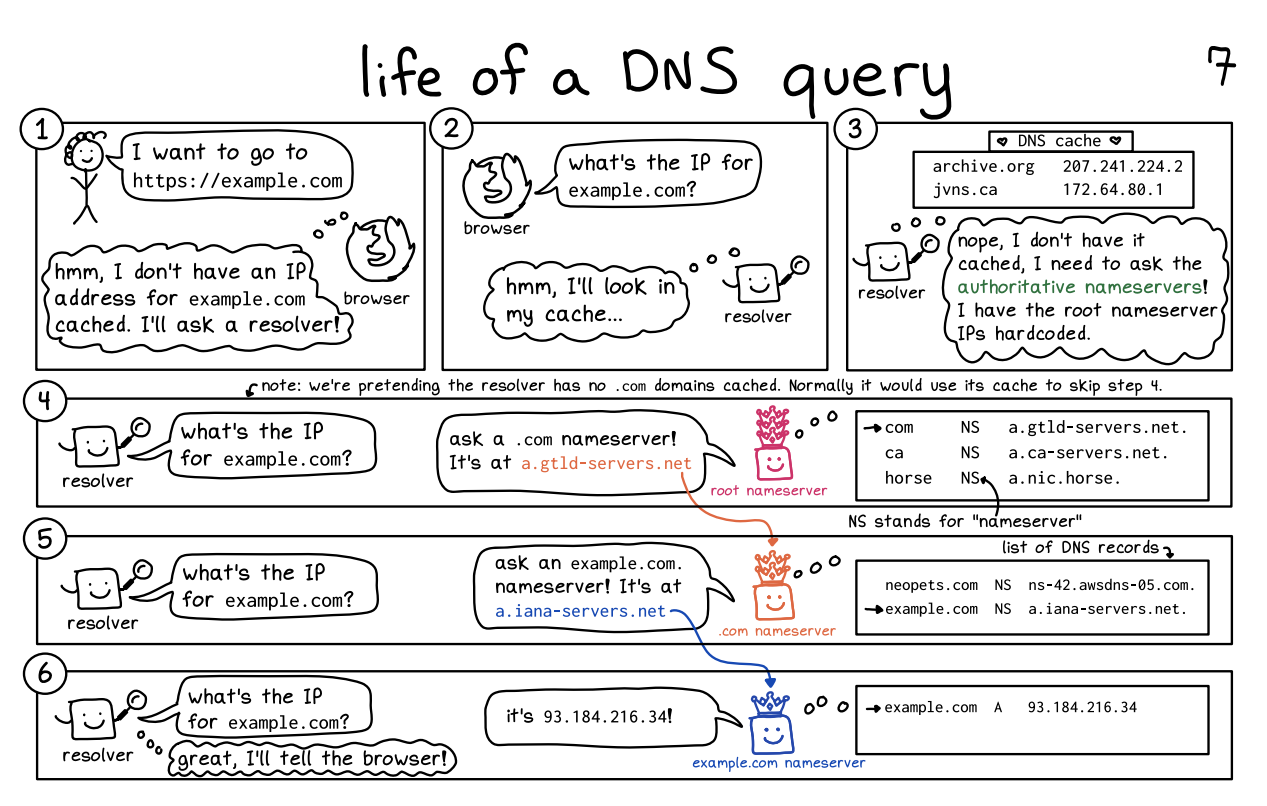 life of a DNS query
7
1
I want to go to
https://example.com
hmm, I don't have an IP
address for example.com
cached. I'll ask a resolver!
browser
2
what's the IP for
example.com?
browser
hmm, I'll look in
my cache...
resolver
3
♥ DNS cache ♥
archive.org 207.241.224.2
jvns.ca 172.64.80.1
nope, I don't have it
cached, I need to ask the
authoritative nameservers!
I have the root nameserver
IPs hardcoded.
resolver
note: we're pretending the resolver has no .com domains cached. Normally it would use its cache to skip step 4.
4
what's the IP
for example.com?
resolver
ask a .com nameserver!
It's at a.gtld-servers.net
root nameserver
com NS a.gtld-servers.net.
ca NS a.ca-servers.net.
horse NS a.nic.horse.
NS stands for "nameserver"
5
what's the IP
for example.com?
resolver
ask an example.com.
nameserver! It's at
a.iana-servers.net
.com nameserver
list of DNS records
neopets.com NS ns-42.awsdns-05.com.
example.com NS a.iana-servers.net.
6
what's the IP
for example.com?
resolver
great, I'll tell the browser!
it's 93.184.216.34!
example.com nameserver
example.com A 93.184.216.34